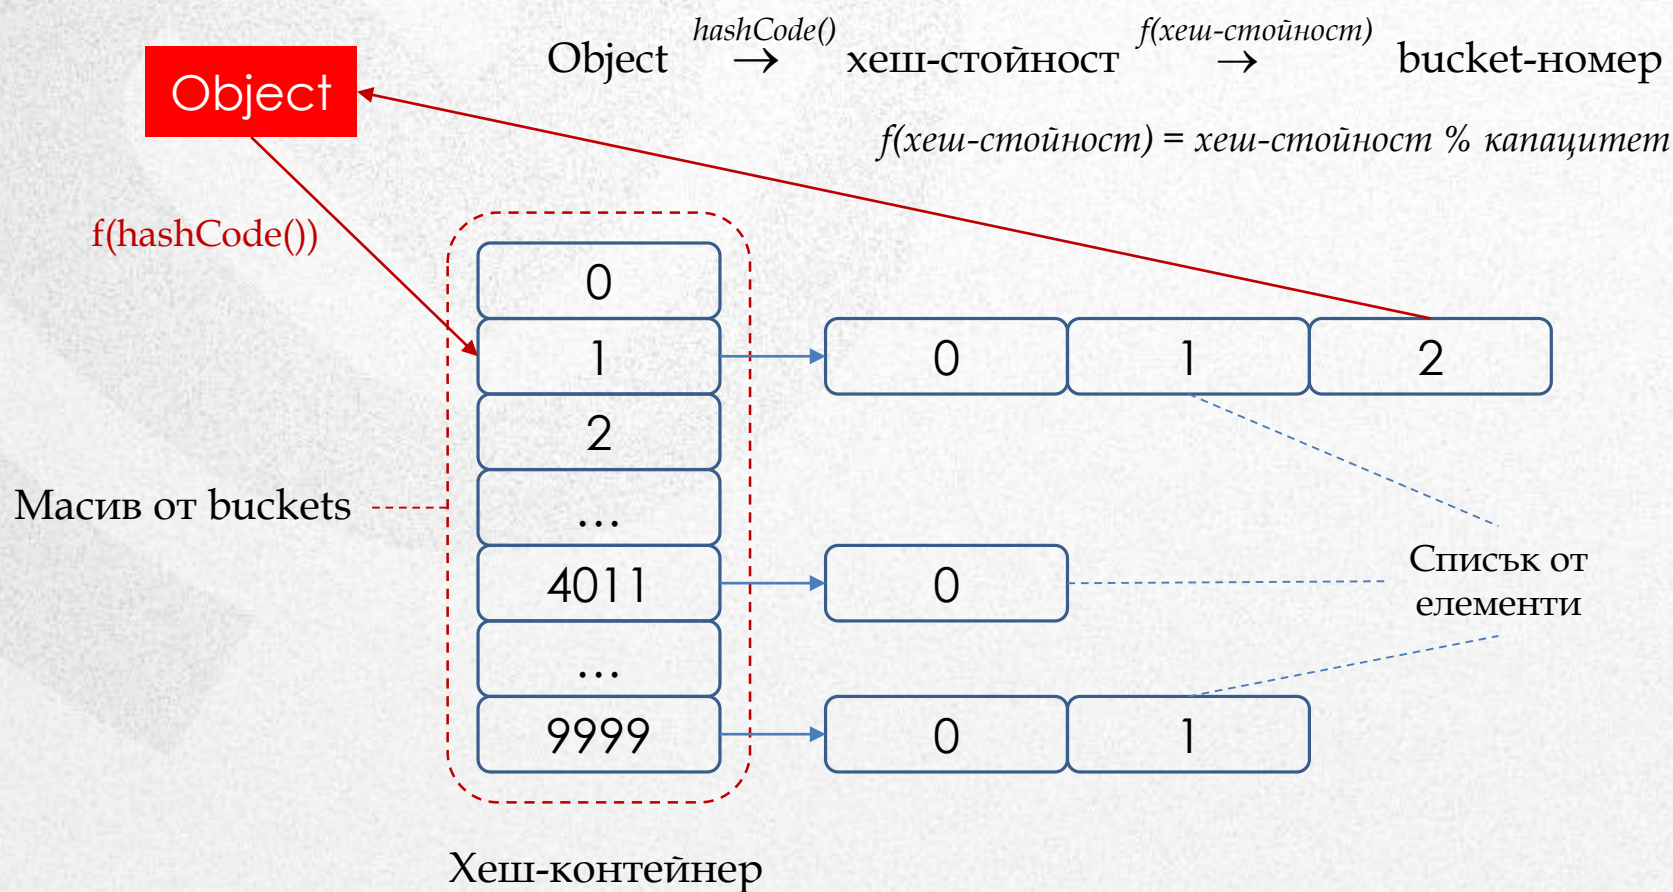 Object hashCode() → хеш-стойност f(хеш-стойност) → bucket-номер
Object
f(хеш-стойност) = хеш-стойност % капацитет
f(hashCode())
0
1
0
1
2
2
Масив от buckets
...
4011
0
Списък от
елементи
...
9999
0
1
Хеш-контейнер